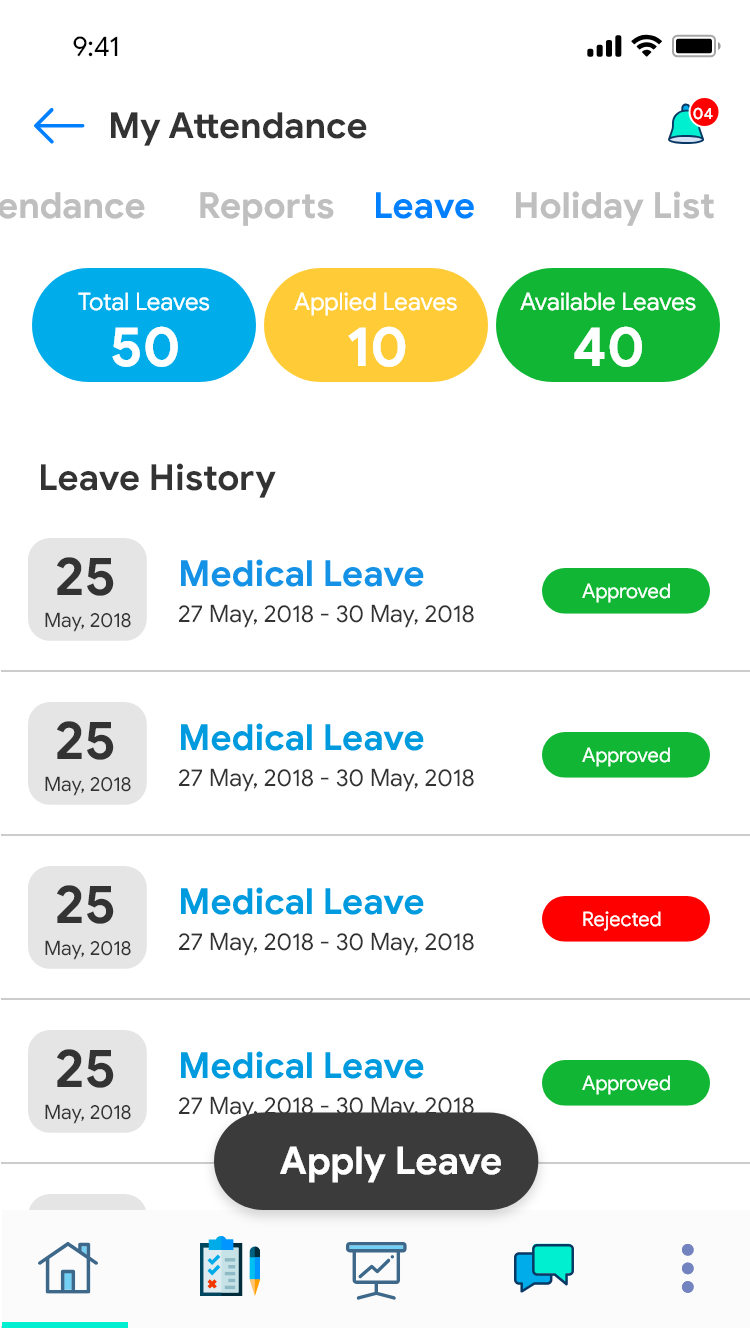 9:41
My Attendance
04
endance Reports Leave Holiday List
Total Leaves
50
Applied Leaves
10
Available Leaves
40
Leave History
25
May, 2018
Medical Leave
27 May, 2018 - 30 May, 2018
Approved
25
May, 2018
Medical Leave
27 May, 2018 - 30 May, 2018
Approved
25
May, 2018
Medical Leave
27 May, 2018 - 30 May, 2018
Rejected
25
May, 2018
Medical Leave
27 May, 2018 - 30 May, 2018
Approved
Apply Leave